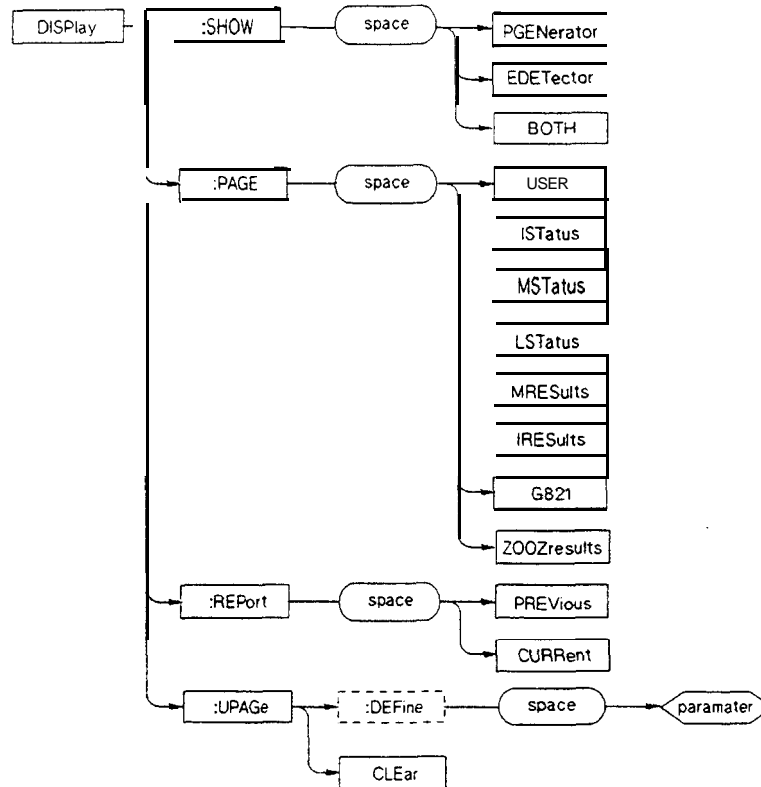 DISPlay
:SHOW
space
PGENerator
EDETector
BOTH
:PAGE
space
USER
ISTatus
MSTatus
LSTatus
MRESults
IRESults
G821
ZOOZresults
:REPort
space
PREVious
CURRent
:UPAGe
:DEFine
space
paramater
CLEar